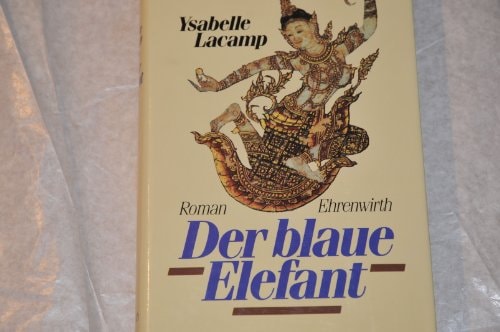 Ysabelle
Lacamp
Roman Ehrenwirth
Der blaue
Elefant